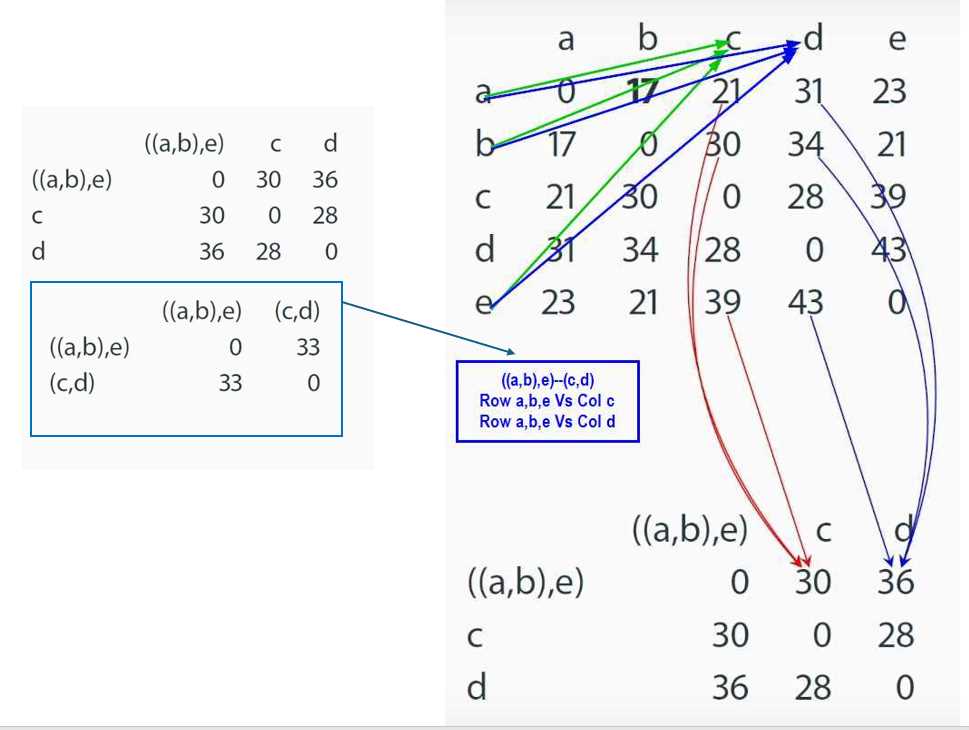 ((a,b),e) c d
((a,b),e) 0 30 36
c 30 0 28
d 36 28 0
((a,b),e) (c,d)
((a,b),e) 0 33
(c,d) 33 0
a b c d e
a 0 17 21 31 23
b 17 0 30 34 21
c 21 30 0 28 39
d 31 34 28 0 43
e 23 21 39 43 0
((a,b),e)--(c,d)
Row a,b,e Vs Col c
Row a,b,e Vs Col d
((a,b),e) c d
((a,b),e) 0 30 36
c 30 0 28
d 36 28 0